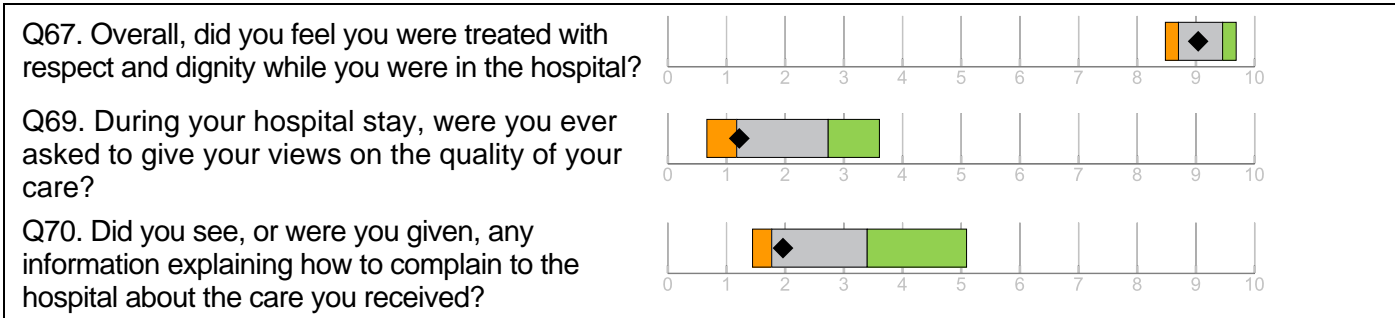 Q67. Overall, did you feel you were treated with
respect and dignity while you were in the hospital?
0 1 2 3 4 5 6 7 8 9 10
Q69. During your hospital stay, were you ever
asked to give your views on the quality of your
care?
0 1 2 3 4 5 6 7 8 9 10
Q70. Did you see, or were you given, any
information explaining how to complain to the
hospital about the care you received?
0 1 2 3 4 5 6 7 8 9 10